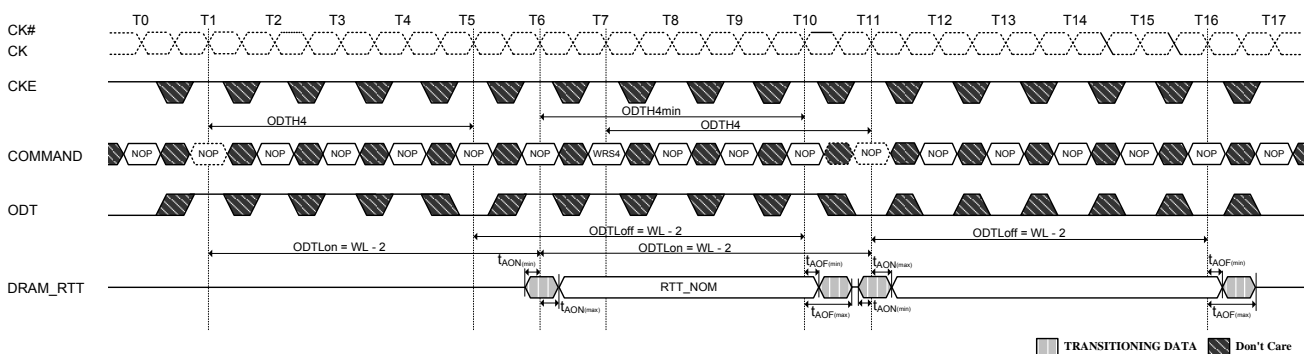 T0 T1 T2 T3 T4 T5 T6 T7 T8 T9 T10 T11 T12 T13 T14 T15 T16 T17
CK#
CK
CKE
ODTH4min
ODTH4 ODTH4
COMMAND NOP NOP NOP NOP NOP NOP NOP WRS4 NOP NOP NOP NOP NOP NOP NOP NOP NOP NOP
ODT
ODTLoff = WL - 2 ODTLoff = WL - 2
ODTLon = WL - 2 ODTLon = WL - 2
tAON(min) tAOF(min) tAON(max) tAOF(min)
DRAM_RTT RTT_NOM
tAON(max) tAOF(max) tAON(min) tAOF(max)
TRANSITIONING DATA Don't Care